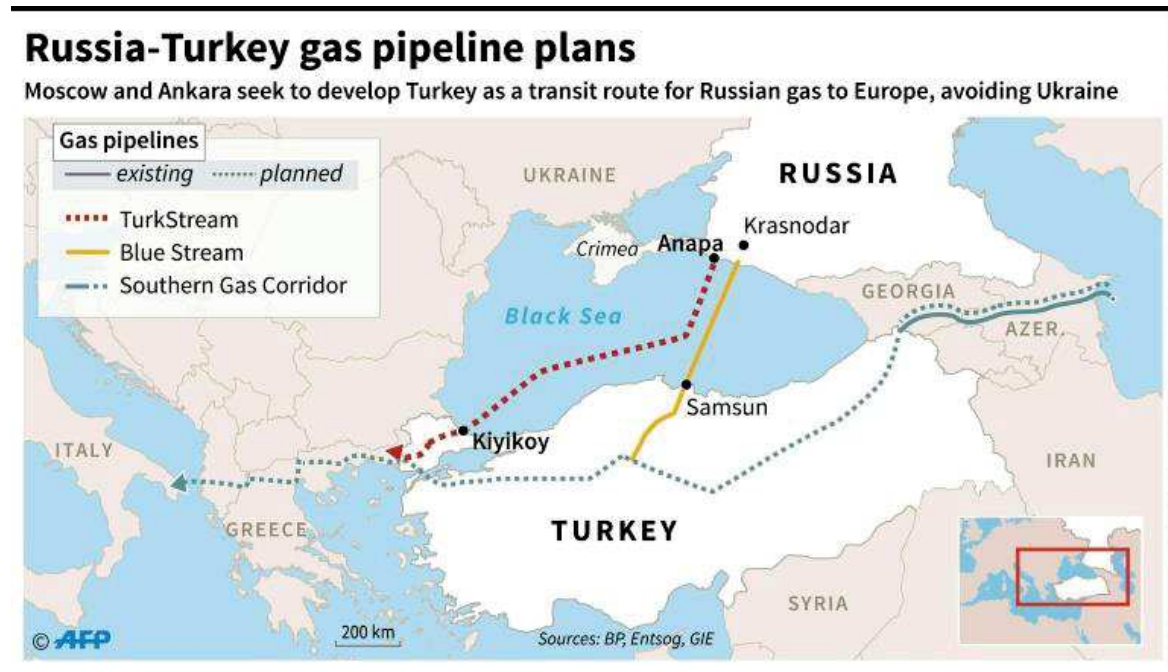 Russia-Turkey gas pipeline plans
Moscow and Ankara seek to develop Turkey as a transit route for Russian gas to Europe, avoiding Ukraine
Gas pipelines
existing planned
TurkStream
Blue Stream
Southern Gas Corridor
UKRAINE
RUSSIA
Krasnodar
Crimea
Anapa
GEORGIA
Black Sea
AZER.
Samsun
Kiyikoy
ITALY
IRAN
GREECE
TURKEY
SYRIA
© AFP
200 km
Sources: BP, Entsog, GIE